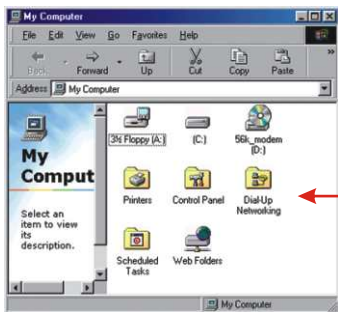 My Computer
File Edit View Go Favorites Help
Back Forward Up Cut Copy Paste »
Address My Computer
My
Comput
Select an
item to view
its
description.
3½ Floppy (A:) (C:) 56k_modem
(D:)
Printers Control Panel Dial-Up
Networking
Scheduled
Tasks Web Folders
My Computer